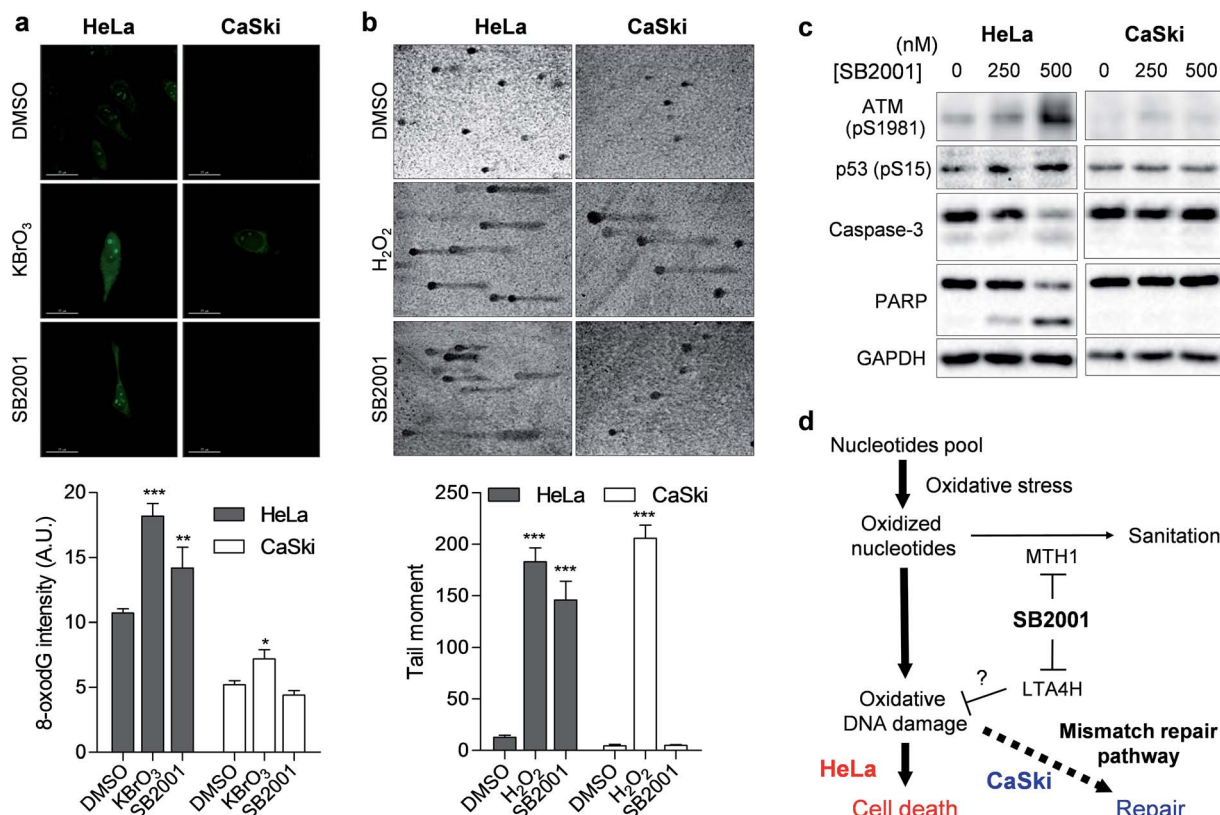 a
HeLa CaSki
DMSO
KBrO3
SB2001
20
15
10
5
0
8-oxodG intensity (A.U.)
***
**
*
HeLa
CaSki
DMSO
KBrO3
SB2001
DMSO
KBrO3
SB2001
b
HeLa CaSki
DMSO
H2O2
SB2001
250
200
150
100
50
0
Tail moment
HeLa CaSki
***
***
***
DMSO
H2O2
SB2001
DMSO
H2O2
SB2001
c
HeLa CaSki
(nM)
[SB2001] 0 250 500 0 250 500
ATM
(pS1981)
p53 (pS15)
Caspase-3
PARP
GAPDH
d
Nucleotides pool
Oxidative stress
Oxidized
nucleotides
Sanitation
MTH1
SB2001
LTA4H
?
Oxidative
DNA damage
Mismatch repair
pathway
HeLa
CaSki
Cell death
Repair